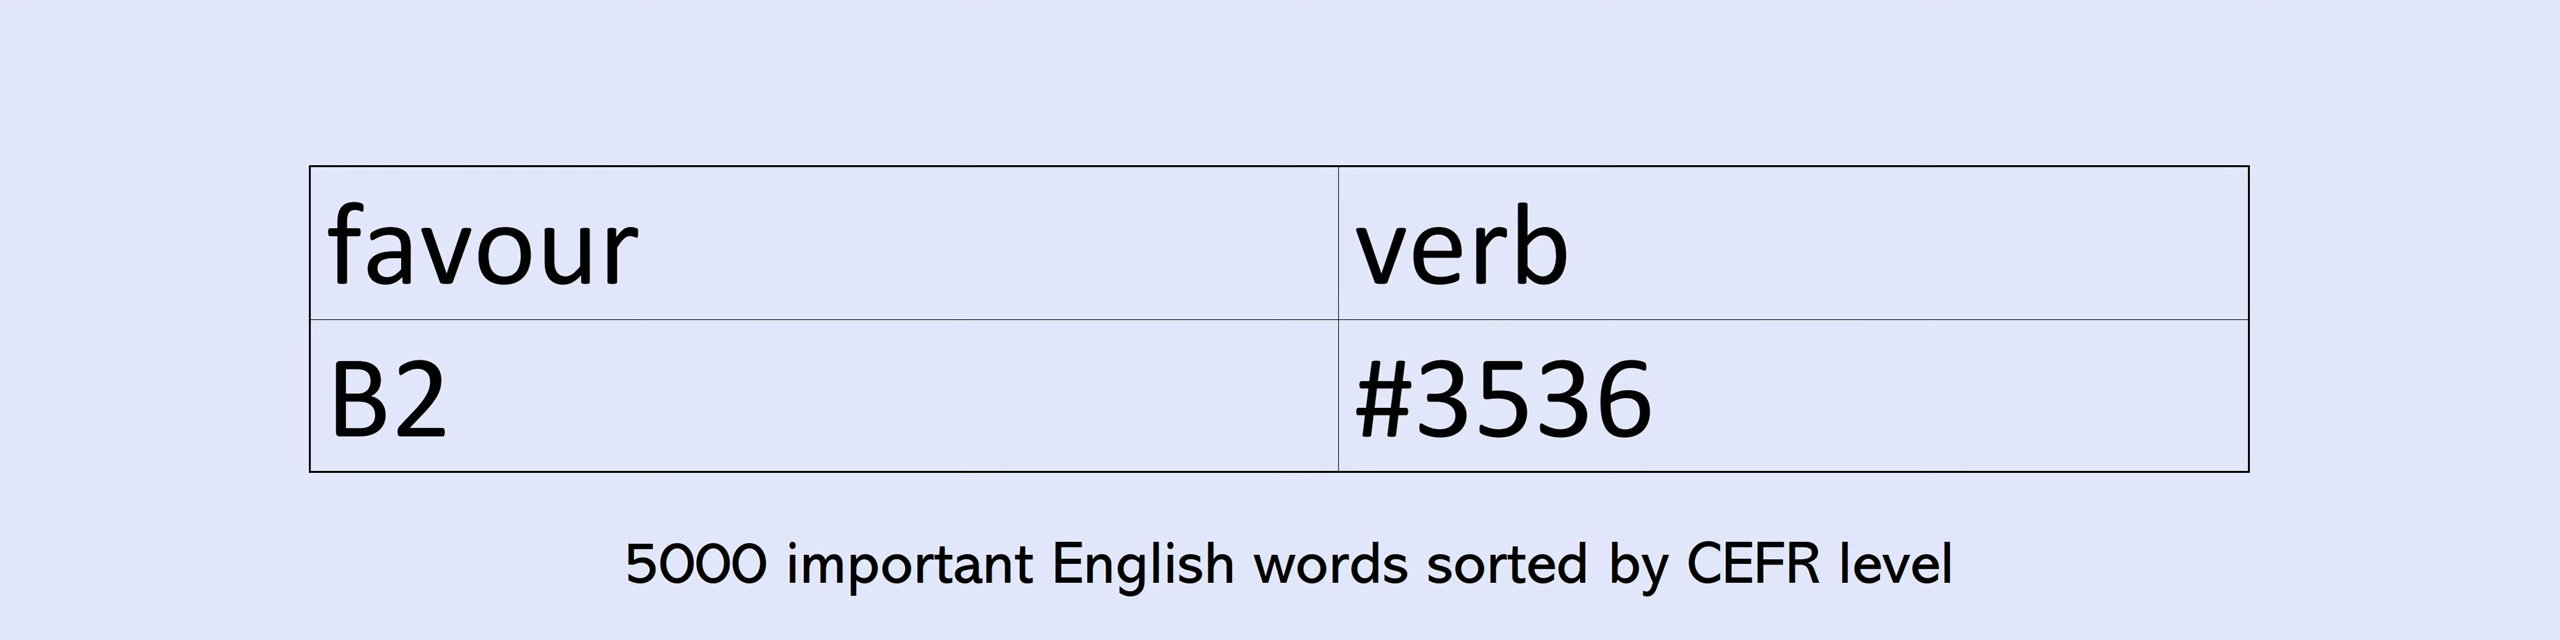 favour verb
B2 #3536
5000 important English words sorted by CEFR level